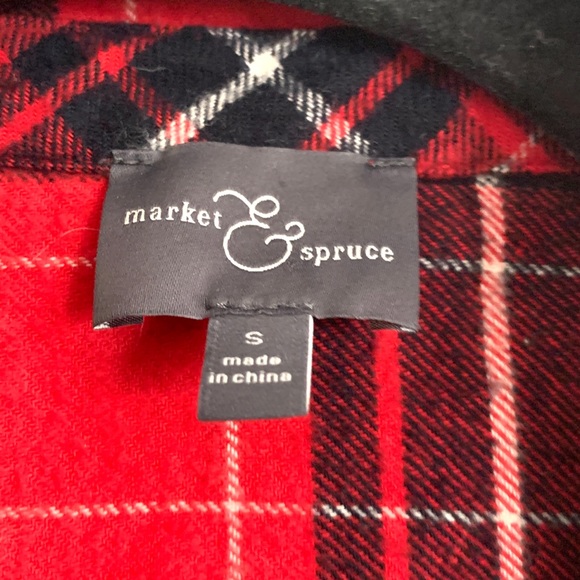 market
&
spruce
S
made
in china